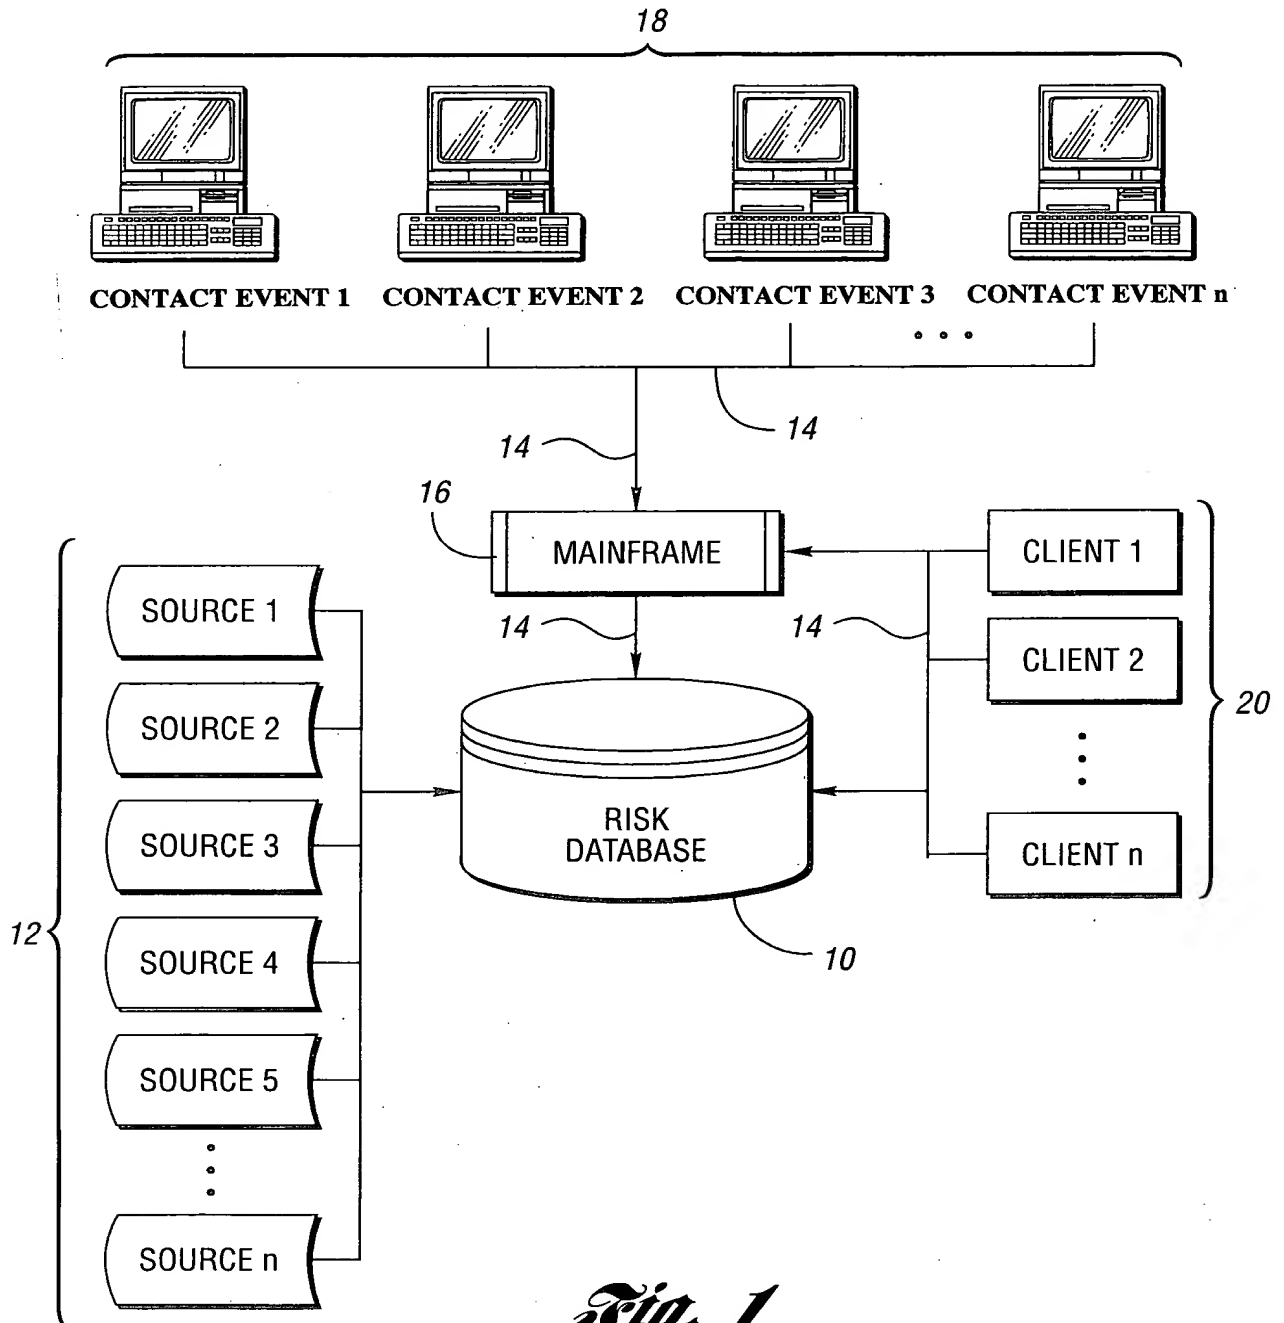 18
CONTACT EVENT 1 CONTACT EVENT 2 CONTACT EVENT 3 CONTACT EVENT n
14
14
16
MAINFRAME
CLIENT 1
SOURCE 1
14
14
CLIENT 2
20
SOURCE 2
RISK
DATABASE
SOURCE 3
CLIENT n
12
10
SOURCE 4
SOURCE 5
SOURCE n
Fig. 1